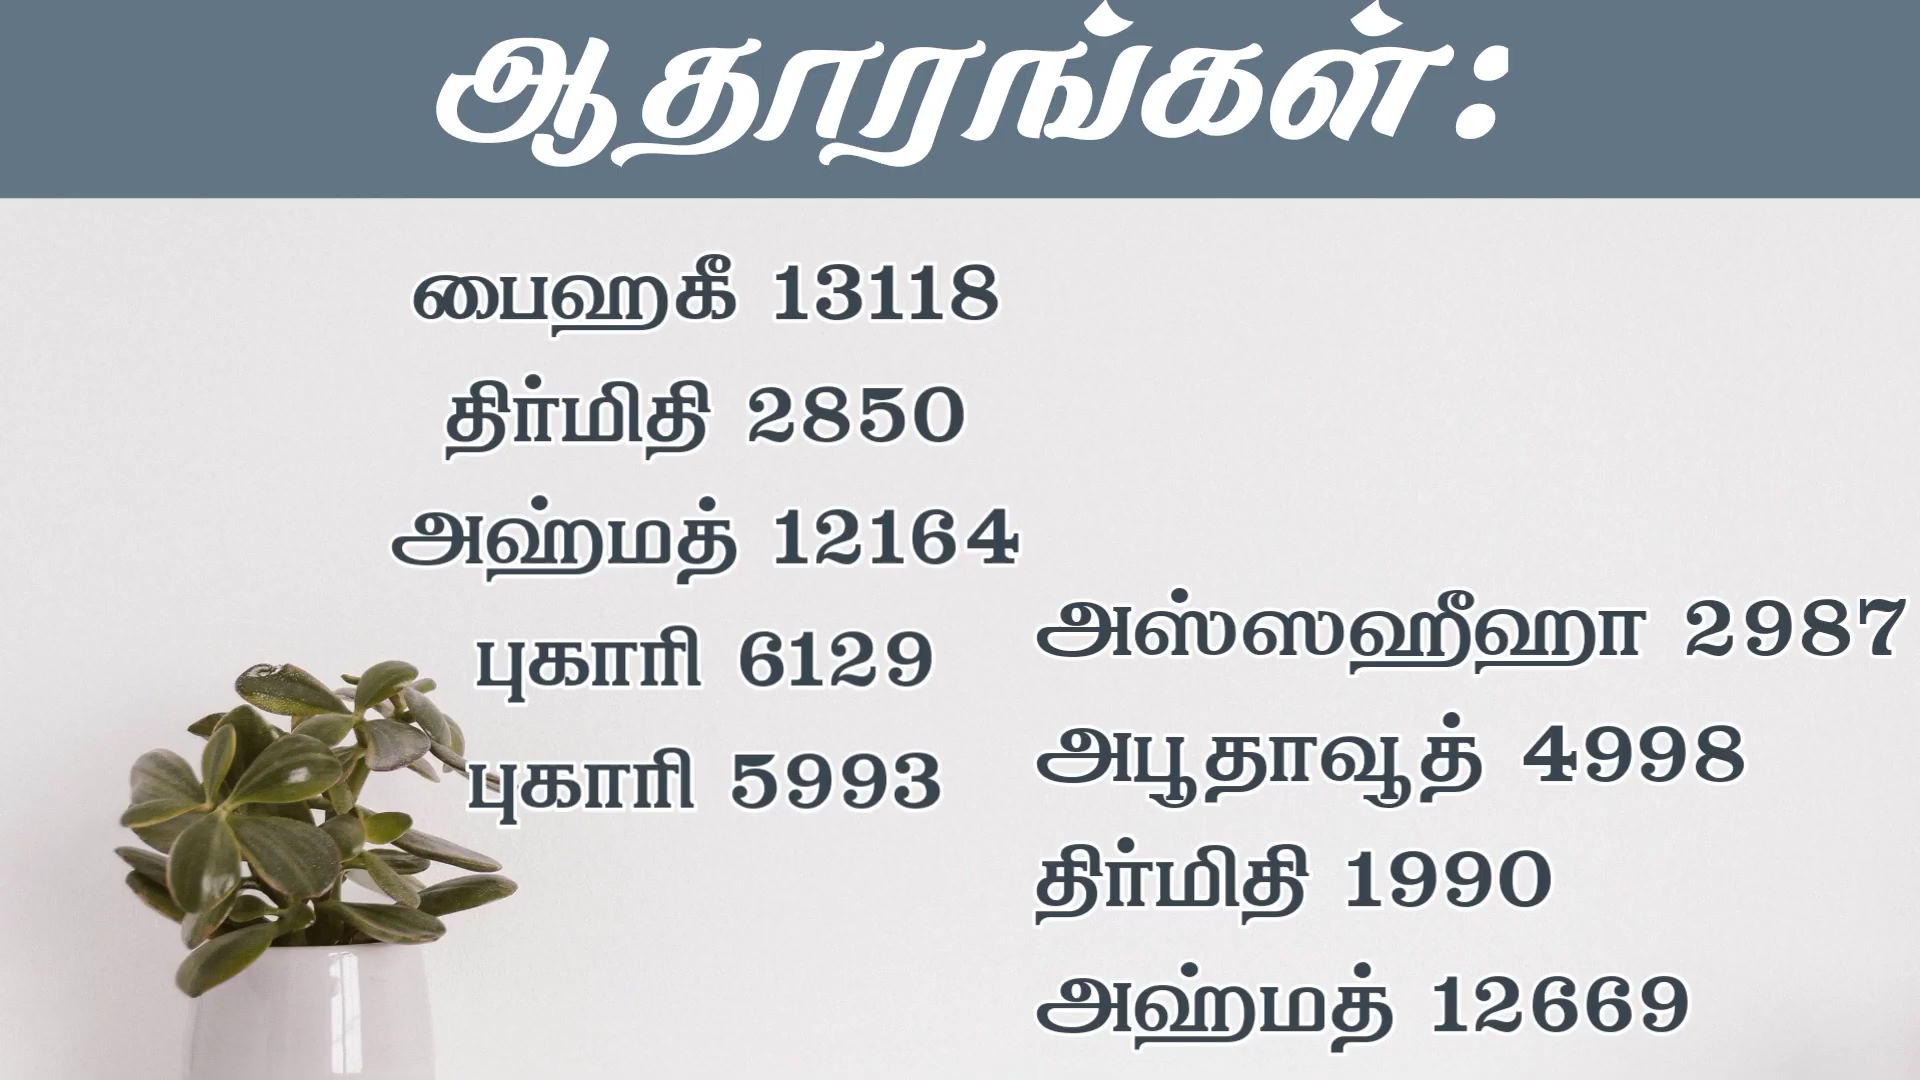 ஆதாரங்கள்:
பைஹகீ 13118
திர்மிதி 2850
அஹ்மத் 12164
புகாரி 6129
புகாரி 5993
அஸ்ஸஹீஹா 2987
அபூதாவூத் 4998
திர்மிதி 1990
அஹ்மத் 12669